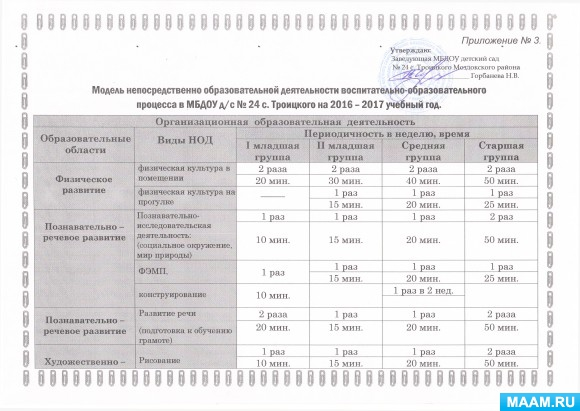 Приложение № 3.
Утверждаю:
Заведующая МБДОУ детский сад
№ 24 с. Троицкого Моздокского района
Горбанева Н.В.
Модель непосредственно образовательной деятельности воспитательно-образовательного
процесса в МБДОУ д/с № 24 с. Троицкого на 2016 – 2017 учебный год.
Организационная образовательная деятельность
Образовательные области Виды НОД Периодичность в неделю, время
I младшая группа II младшая группа Средняя группа Старшая группа
Физическое развитие
физическая культура в помещении 2 раза 2 раза 2 раза 2 раза
20 мин. 30 мин. 40 мин. 50 мин.
физическая культура на прогулке —— 1 раз 1 раз 1 раз
15 мин. 20 мин. 25 мин.
Познавательно – речевое развитие
Познавательно-исследовательская деятельность: (социальное окружение, мир природы) 1 раз 1 раз 1 раз 2 раз
10 мин. 15 мин. 20 мин. 50 мин.
ФЭМП, 1 раз 1 раз 1 раз 1 раз
15 мин. 20 мин. 25 мин.
конструирование 10 мин. 1 раз в 2 нед.
Познавательно – речевое развитие
Развитие речи 2 раза 1 раз 1 раз 2 раза
(подготовка к обучению грамоте) 20 мин 15 мин. 20 мин. 50 мин.
Художественно –
Рисование 1 раз 1 раз 1 раз 2 раза
10 мин. 15 мин. 20 мин. 50 мин.
MAAM.RU